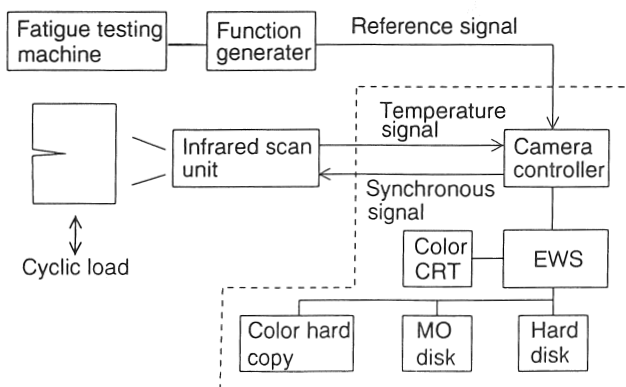 Fatigue testing
machine
Function
generater
Reference signal
Temperature
signal
Infrared scan
unit
Camera
controller
Synchronous
signal
Cyclic load
Color
CRT
EWS
Color hard
copy
MO
disk
Hard
disk